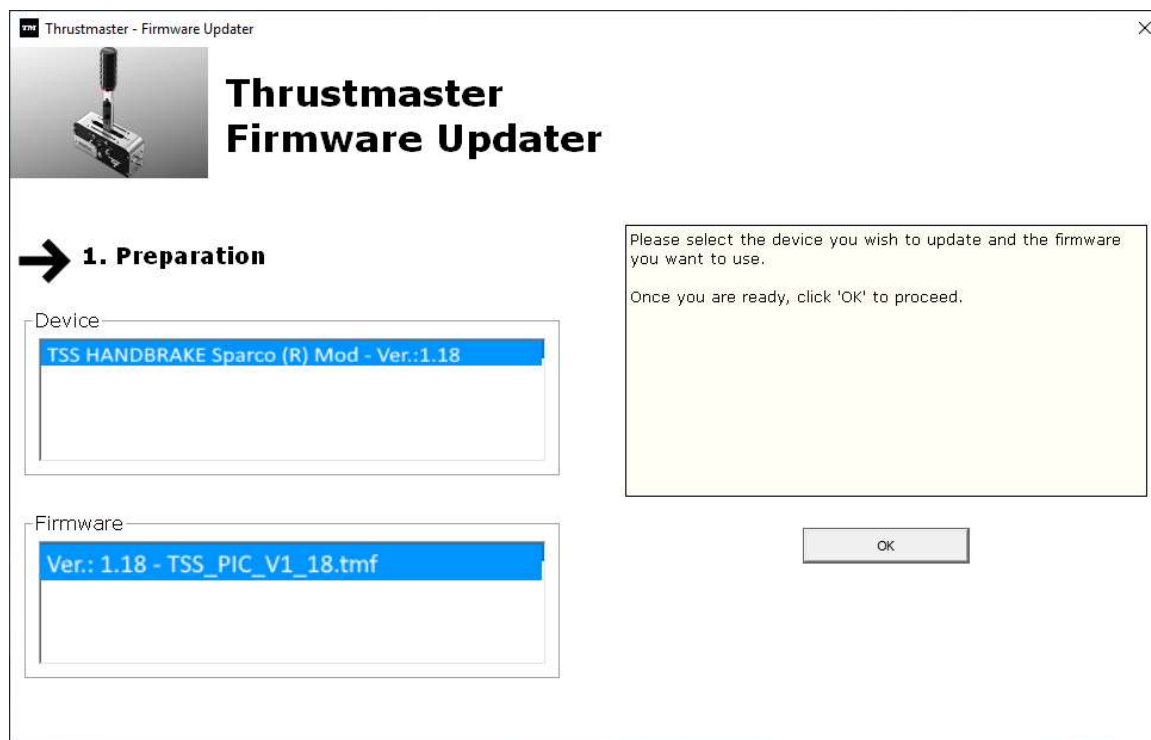 TM Thrustmaster - Firmware Updater
Thrustmaster
Firmware Updater
1. Preparation
Device
TSS HANDBRAKE Sparco (R) Mod - Ver.:1.18
Firmware
Ver.: 1.18 - TSS_PIC_V1_18.tmf
Please select the device you wish to update and the firmware
you want to use.
Once you are ready, click 'OK' to proceed.
OK